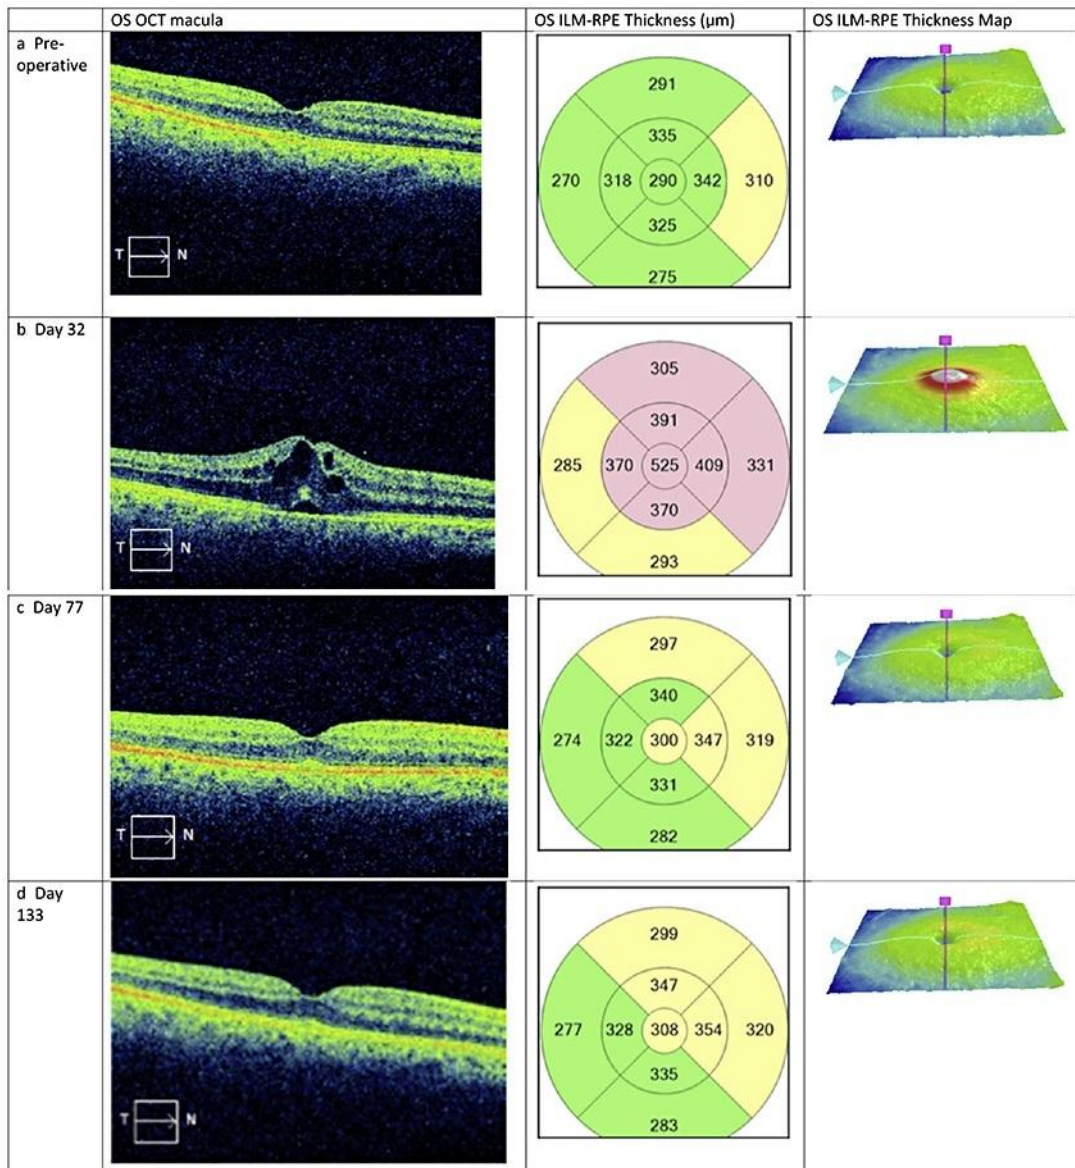 OS OCT macula
OS ILM-RPE Thickness (µm)
OS ILM-RPE Thickness Map
a Pre-
operative
T N
291
335
270 318 290 342 310
325
275
b Day 32
T N
305
391
285 370 525 409 331
370
293
c Day 77
T N
297
340
274 322 300 347 319
331
282
d Day
133
T N
299
347
277 328 308 354 320
335
283